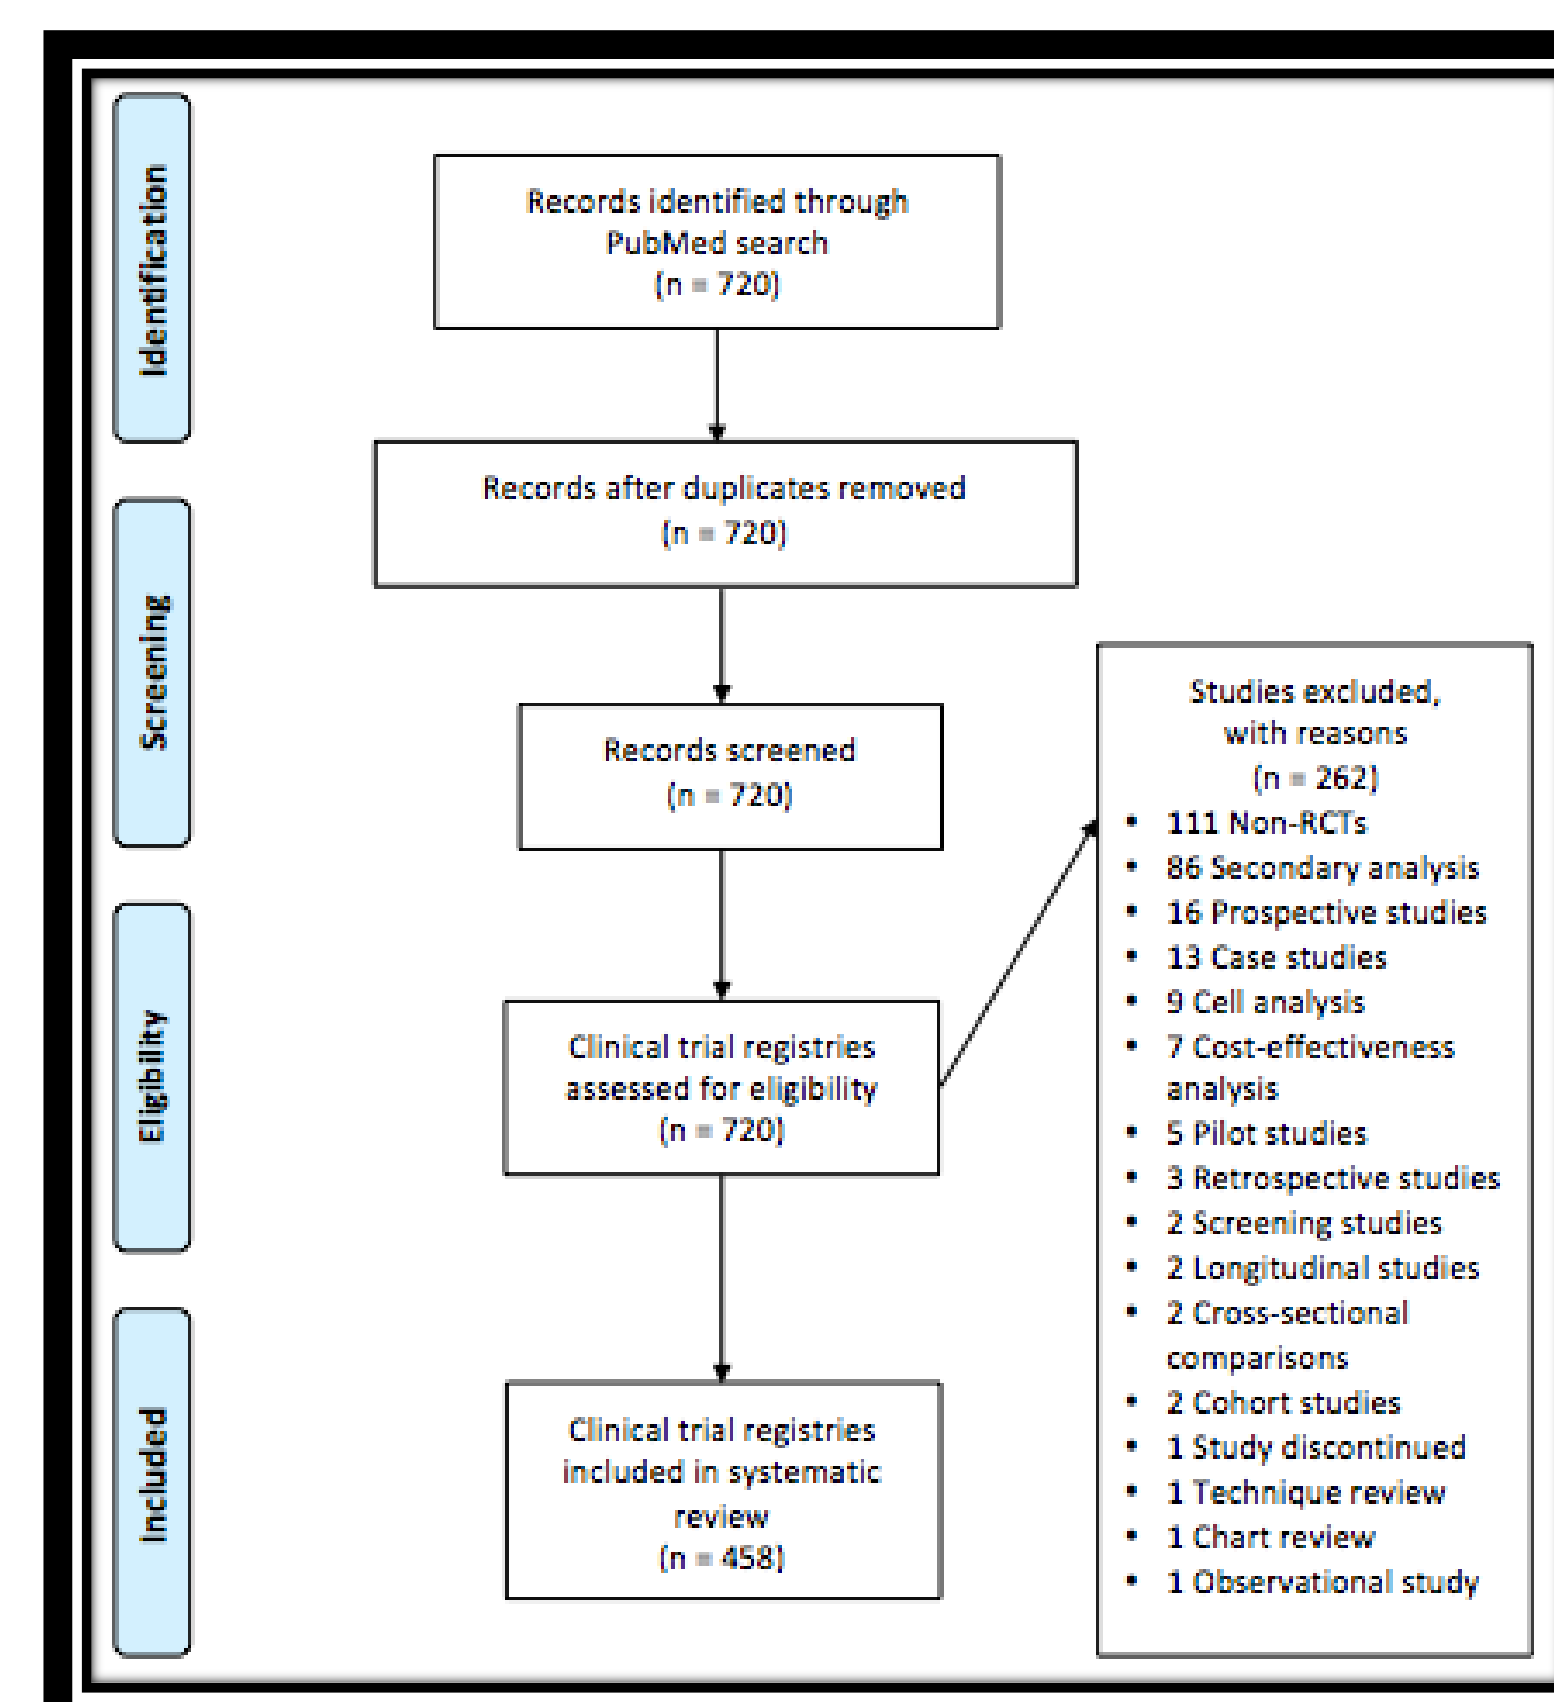 Identification
Records identified through
PubMed search
(n = 720)
Records after duplicates removed
(n = 720)
Screening
Records screened
(n = 720)
Studies excluded,
with reasons
(n = 262)
• 111 Non-RCTs
• 86 Secondary analysis
• 16 Prospective studies
• 13 Case studies
• 9 Cell analysis
• 7 Cost-effectiveness
analysis
• 5 Pilot studies
• 3 Retrospective studies
• 2 Screening studies
• 2 Longitudinal studies
• 2 Cross-sectional
comparisons
• 2 Cohort studies
• 1 Study discontinued
• 1 Technique review
• 1 Chart review
• 1 Observational study
Eligibility
Clinical trial registries
assessed for eligibility
(n = 720)
Included
Clinical trial registries
included in systematic
review
(n = 458)